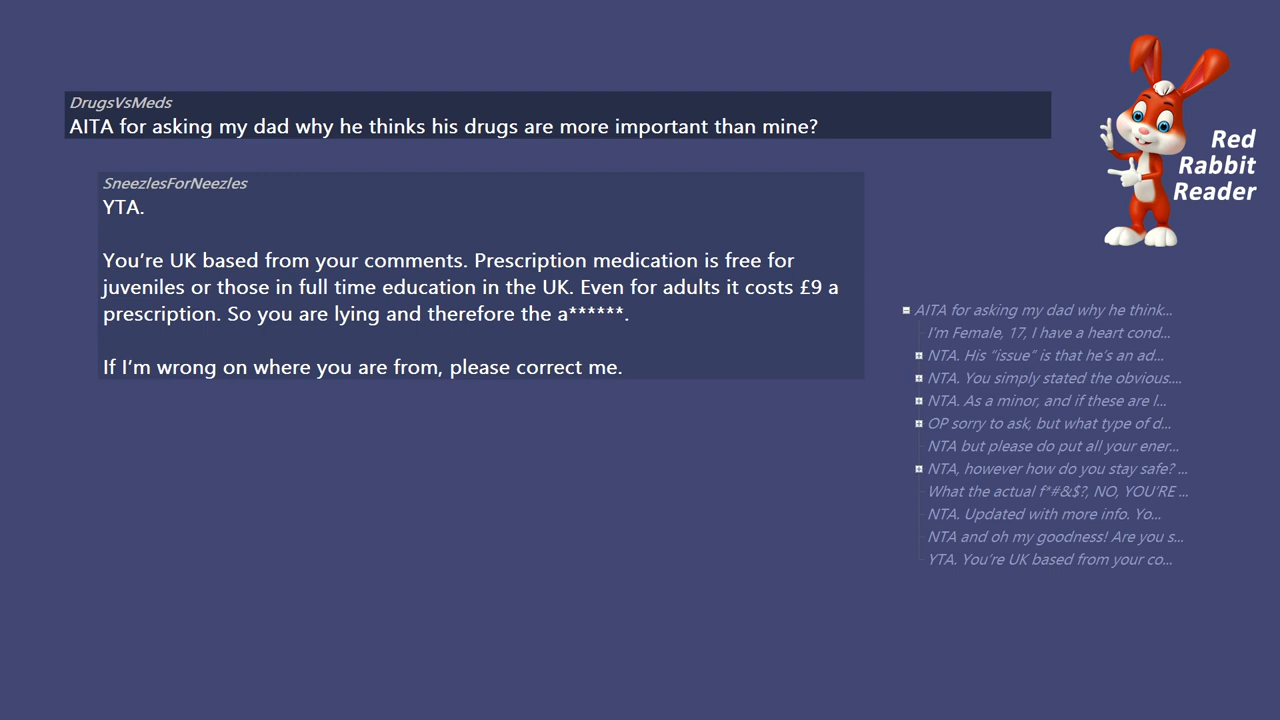 DrugsVsMeds
AITA for asking my dad why he thinks his drugs are more important than mine?
SneezlesForNeezles
YTA.
You're UK based from your comments. Prescription medication is free for
juveniles or those in full time education in the UK. Even for adults it costs £9 a
prescription. So you are lying and therefore the a******.
If I'm wrong on where you are from, please correct me.
Red
Rabbit
Reader
AITA for asking my dad why he think...
I'm Female, 17, I have a heart cond...
NTA. His "issue" is that he's an ad...
NTA. You simply stated the obvious....
NTA. As a minor, and if these are l...
OP sorry to ask, but what type of d...
NTA but please do put all your ener...
NTA, however how do you stay safe? ...
What the actual f*#&$?, NO, YOU'RE ...
NTA. Updated with more info. Yo...
NTA and oh my goodness! Are you s...
YTA. You're UK based from your co...